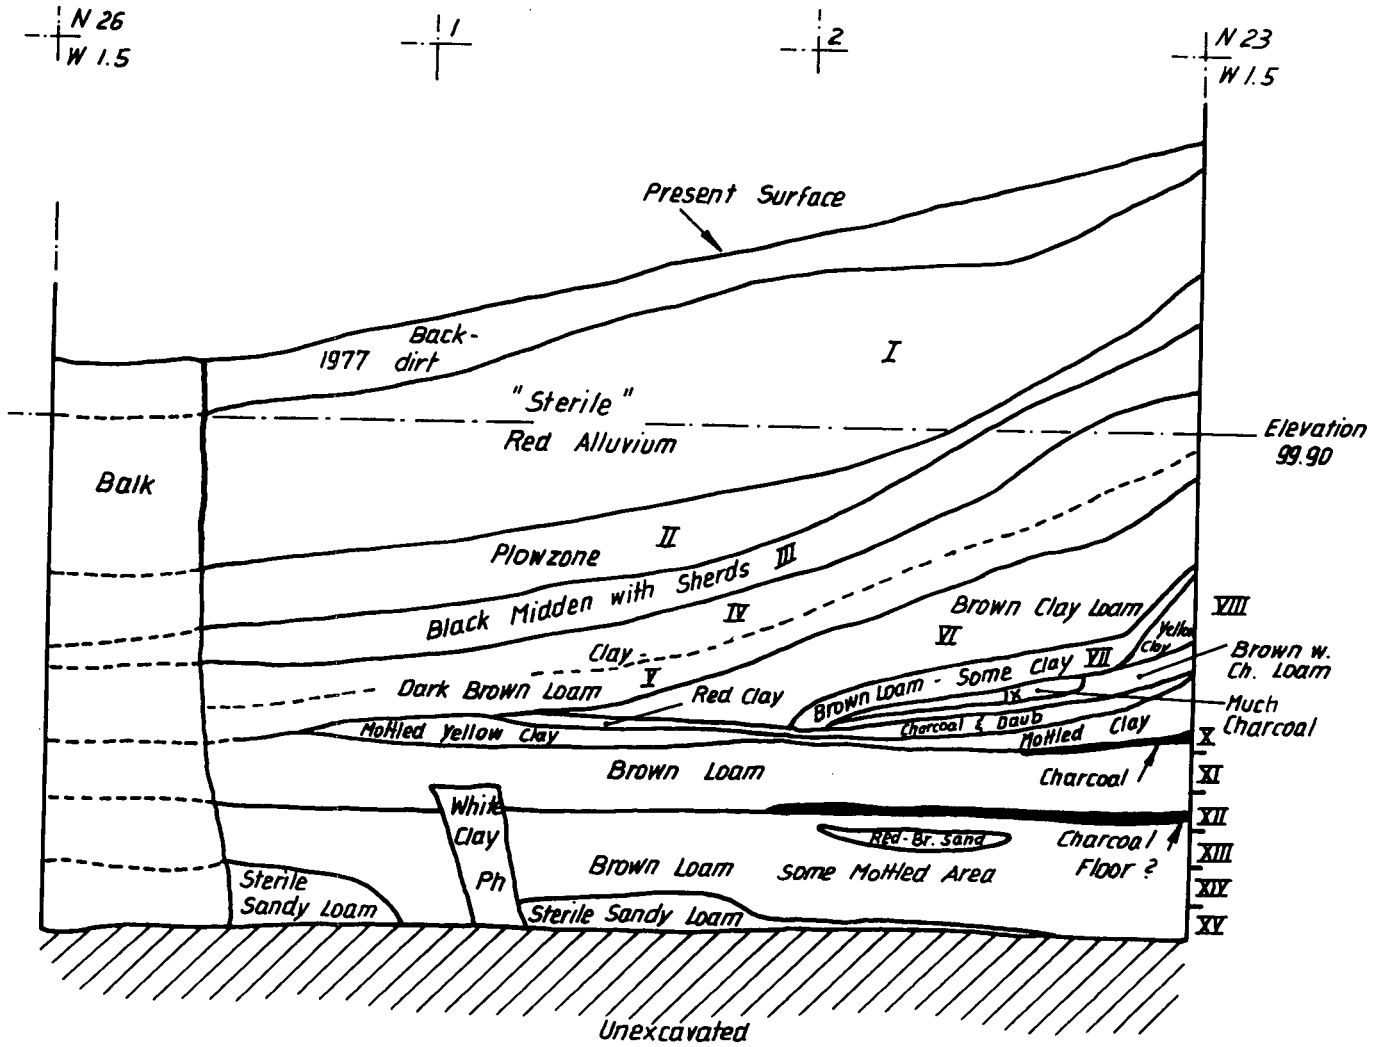 N 26
W 1.5
1
2
N 23
W 1.5
Present Surface
Back-
1977 dirt
I
"Sterile"
Red Alluvium
Elevation
99.90
Balk
II
Plowzone
III
Black Midden with Sherds
IV
Clay
V
Dark Brown Loam
Brown Clay Loam
VI
VIII
Yellow
Clay
VII
Brown Loam - Some Clay
Brown w.
Ch. Loam
IX
Much
Charcoal
Red Clay
Charcoal & Daub
Mottled Yellow Clay
Mottled Clay
X
Brown Loam
Charcoal
XI
White
Clay
Ph
XII
Red-Br. Sand
Charcoal
Floor ?
XIII
Brown Loam some Mottled Area
XIV
Sterile
Sandy Loam
Sterile Sandy Loam
XV
Unexcavated